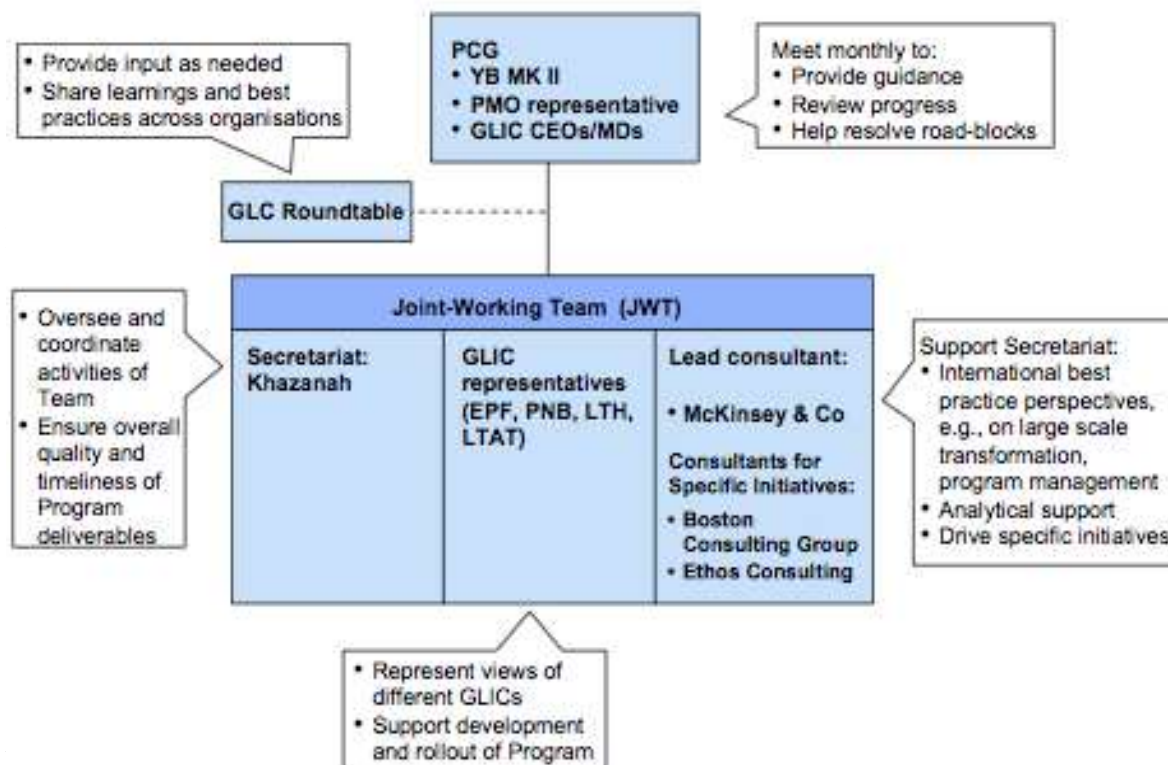 • Provide input as needed
• Share learnings and best
practices across organisations
PCG
• YB MK II
• PMO representative
• GLIC CEOs/MDs
Meet monthly to:
• Provide guidance
• Review progress
• Help resolve road-blocks
GLC Roundtable
Joint-Working Team (JWT)
• Oversee and
coordinate
activities of
Team
• Ensure overall
quality and
timeliness of
Program
deliverables
Secretariat:
Khazanah
GLIC
representatives
(EPF, PNB, LTH,
LTAT)
Lead consultant:
• McKinsey & Co
Consultants for
Specific Initiatives:
• Boston
Consulting Group
• Ethos Consulting
Support Secretariat:
• International best
practice perspectives,
e.g., on large scale
transformation,
program management
• Analytical support
• Drive specific initiatives
• Represent views of
different GLICs
• Support development
and rollout of Program